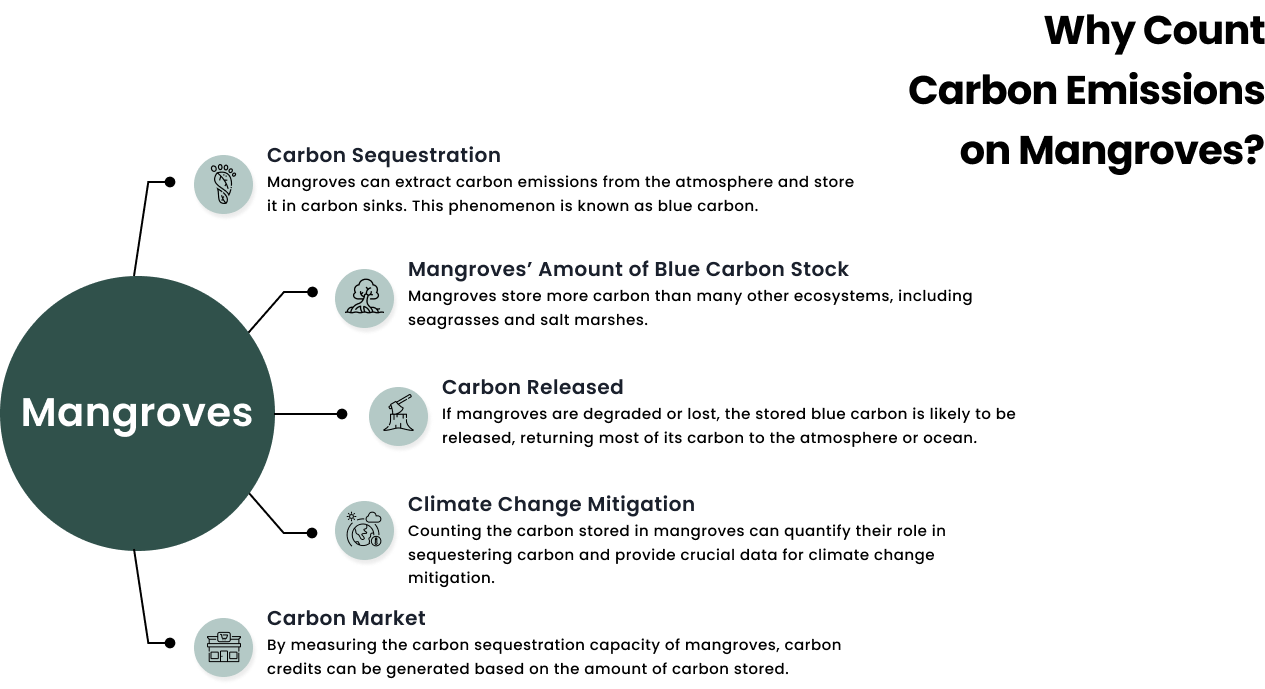 Why Count
Carbon Emissions
on Mangroves?
Carbon Sequestration
Mangroves can extract carbon emissions from the atmosphere and store
it in carbon sinks. This phenomenon is known as blue carbon.
Mangroves’ Amount of Blue Carbon Stock
Mangroves store more carbon than many other ecosystems, including
seagrasses and salt marshes.
Mangroves
Carbon Released
If mangroves are degraded or lost, the stored blue carbon is likely to be
released, returning most of its carbon to the atmosphere or ocean.
Climate Change Mitigation
Counting the carbon stored in mangroves can quantify their role in
sequestering carbon and provide crucial data for climate change
mitigation.
Carbon Market
By measuring the carbon sequestration capacity of mangroves, carbon
credits can be generated based on the amount of carbon stored.